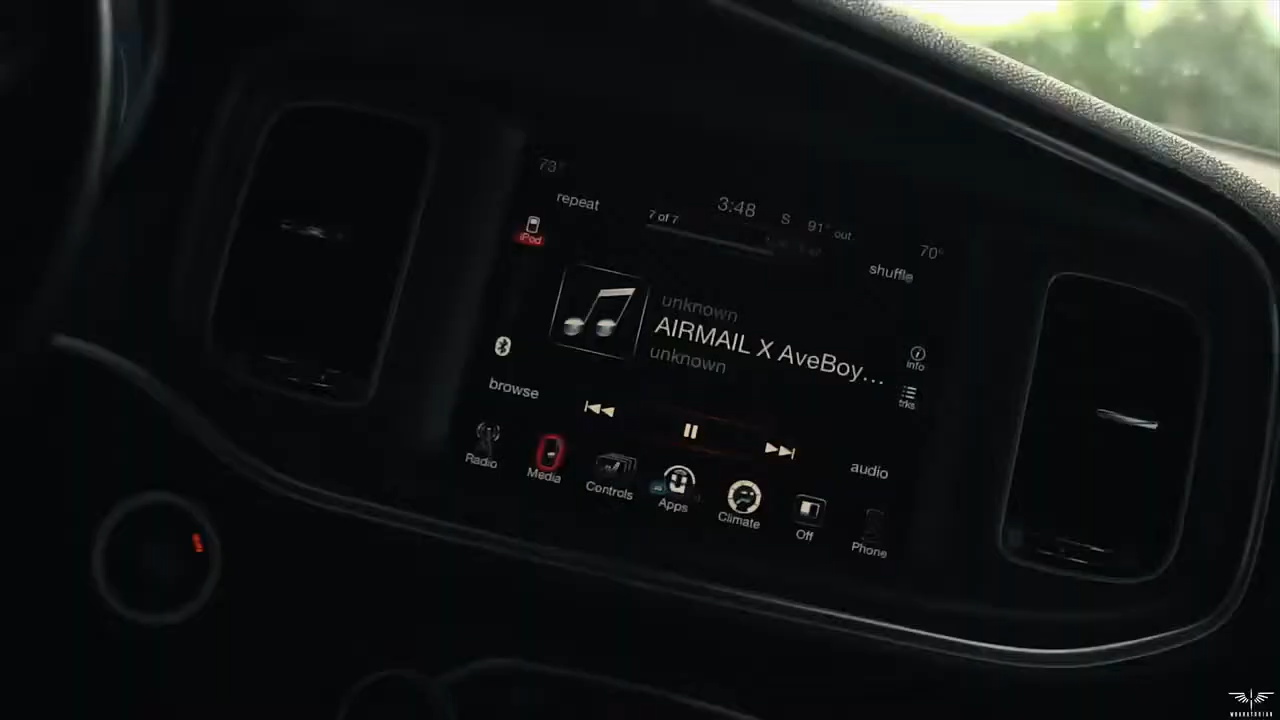 73°
repeat
3:48
S
91° out
70°
7 of 7
iPod
shuffle
unknown
AIRMAIL X AveBoy...
unknown
info
trks
browse
audio
Radio
Media
Controls
Apps
Climate
Off
Phone